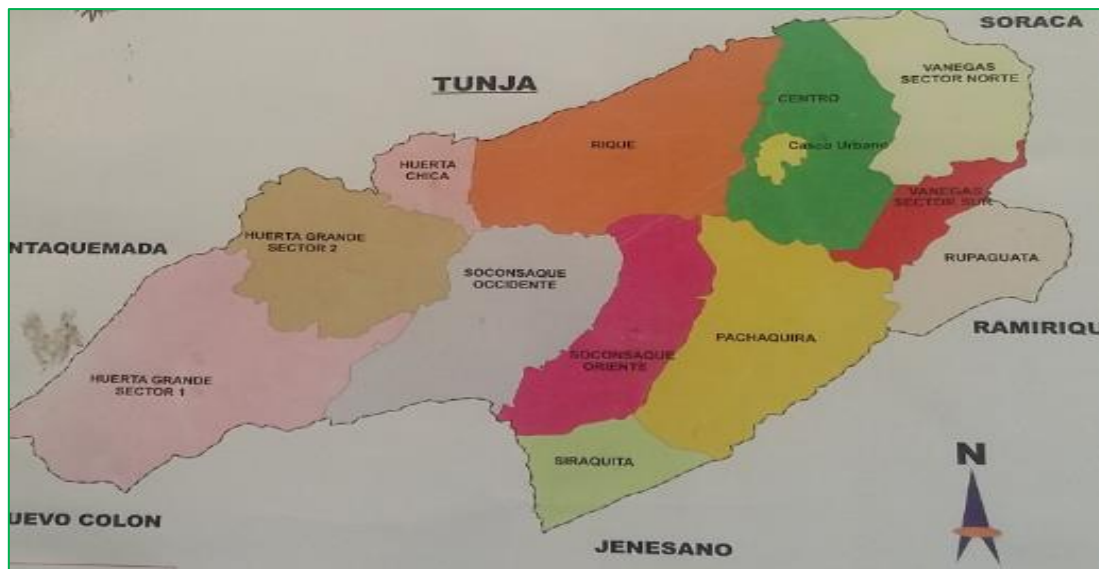 SORACA
VANEGAS
SECTOR NORTE
TUNJA
CENTRO
RIQUE
Casco Urbano
HUERTA
CHICA
VANEGAS
SECTOR SUR
HUERTA GRANDE
SECTOR 2
NTAQUEMADA
RUPAGUATA
SOCONSAQUE
OCCIDENTE
RAMIRIQU
PACHAQUIRA
SOCONSAQUE
ORIENTE
HUERTA GRANDE
SECTOR 1
SIRAQUITA
N
UEVO COLON
JENESANO